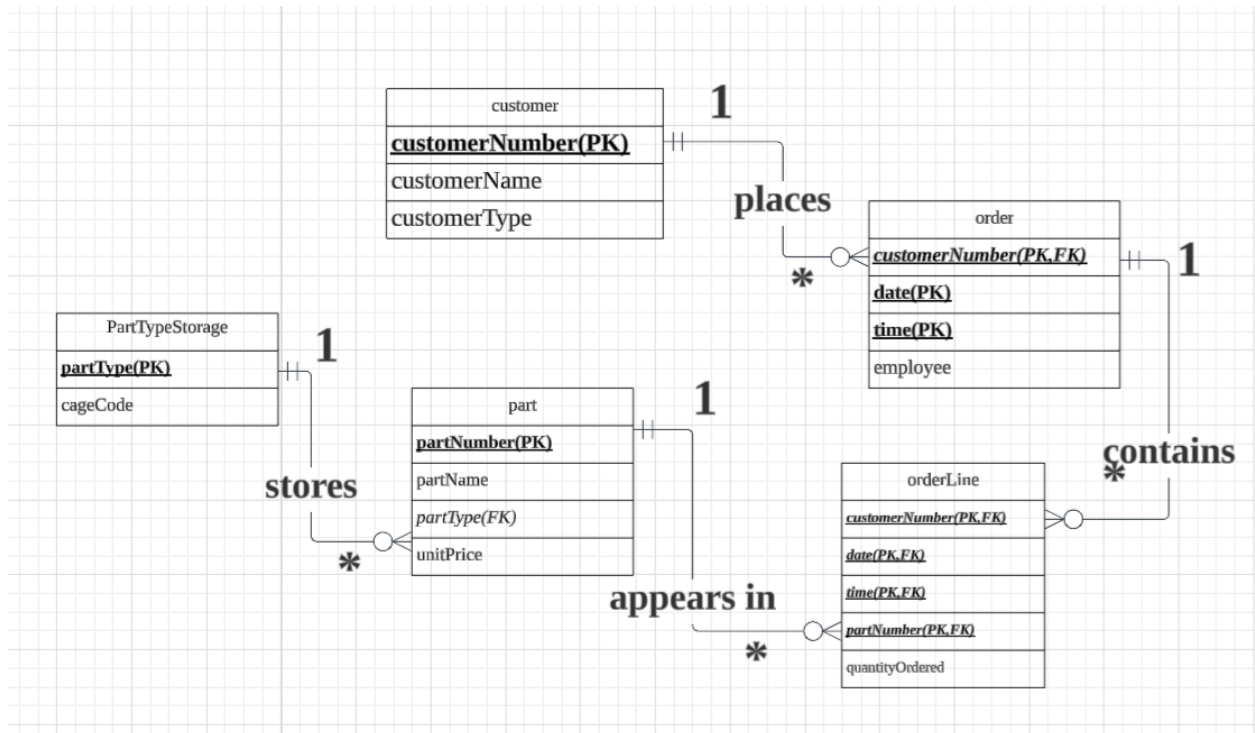 customer
customerNumber(PK)
customerName
customerType
1
places
*
order
customerNumber(PK,FK)
date(PK)
time(PK)
employee
1
contains
*
PartTypeStorage
partType(PK)
cageCode
1
stores
*
part
partNumber(PK)
partName
partType(FK)
unitPrice
1
appears in
*
orderLine
customerNumber(PK,FK)
date(PK,FK)
time(PK,FK)
partNumber(PK,FK)
quantityOrdered